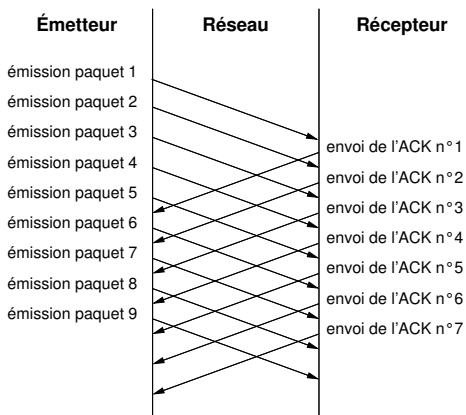 Émetteur Réseau Récepteur
émission paquet 1
émission paquet 2
émission paquet 3
envoi de l'ACK n°1
émission paquet 4
envoi de l'ACK n°2
émission paquet 5
envoi de l'ACK n°3
émission paquet 6
envoi de l'ACK n°4
émission paquet 7
envoi de l'ACK n°5
émission paquet 8
envoi de l'ACK n°6
émission paquet 9
envoi de l'ACK n°7